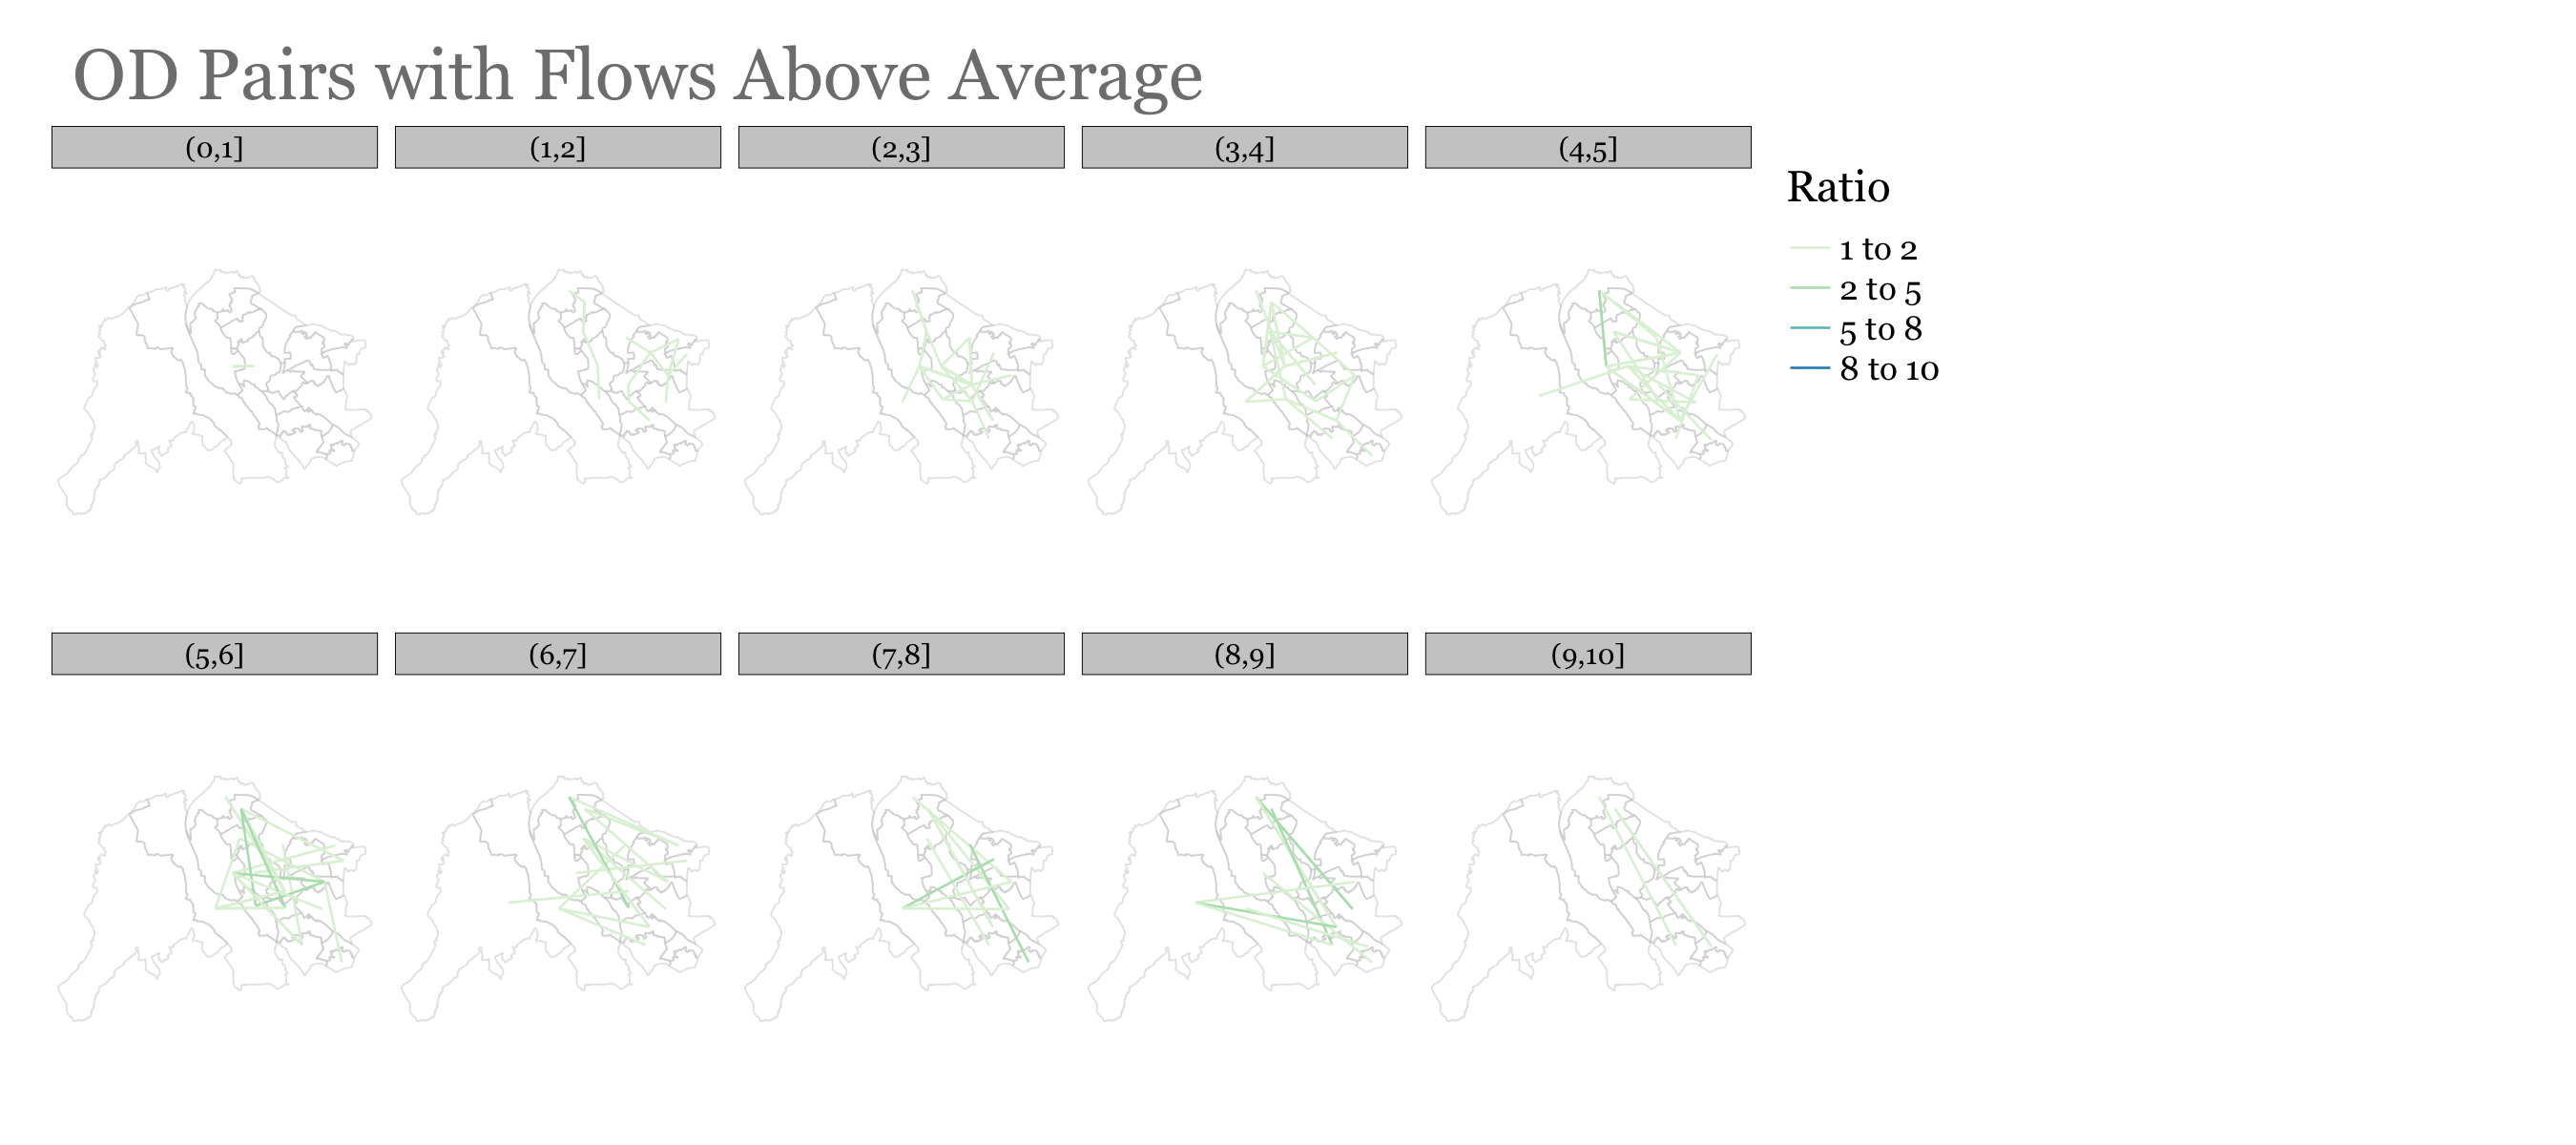 OD Pairs with Flows Above Average
(0,1]
(1,2]
(2,3]
(3,4]
(4,5]
Ratio
1 to 2
2 to 5
5 to 8
8 to 10
(5,6]
(6,7]
(7,8]
(8,9]
(9,10]